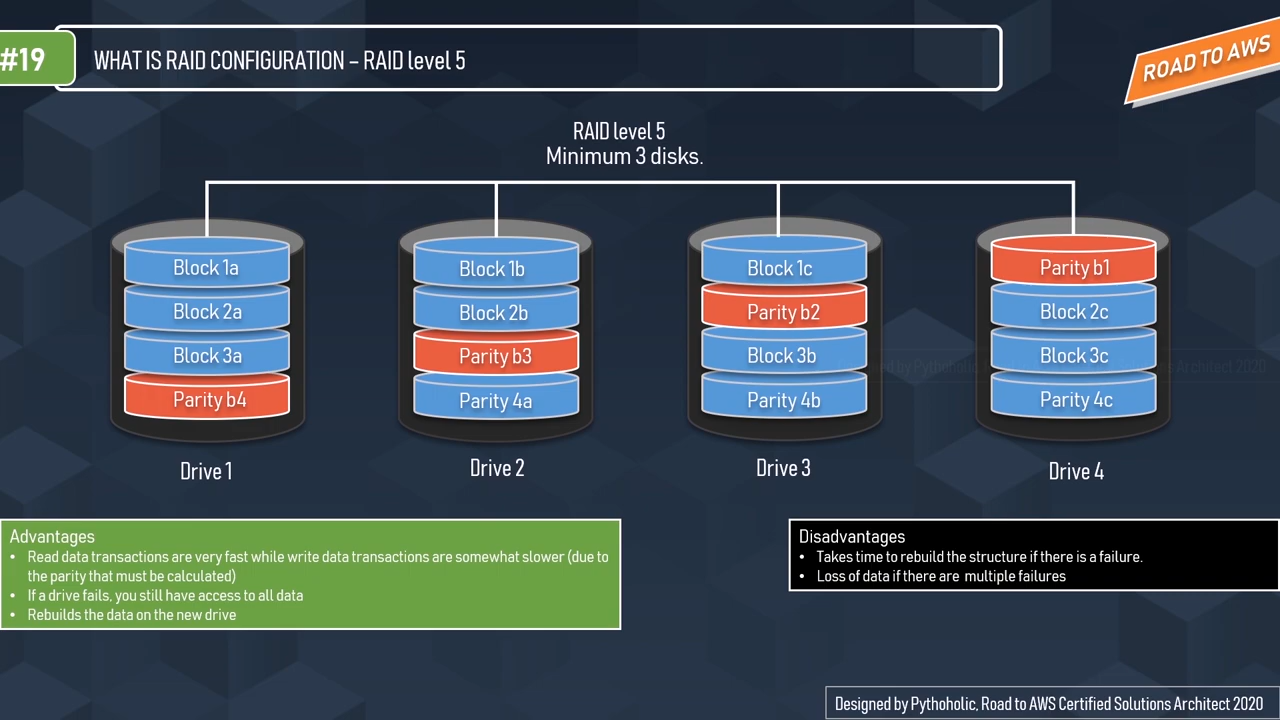 #19
WHAT IS RAID CONFIGURATION – RAID level 5
ROAD TO AWS
RAID level 5
Minimum 3 disks.
Block 1a
Block 2a
Block 3a
Parity b4
Drive 1
Block 1b
Block 2b
Parity b3
Parity 4a
Drive 2
Block 1c
Parity b2
Block 3b
Parity 4b
Drive 3
Parity b1
Block 2c
Block 3c
Parity 4c
Drive 4
Advantages
• Read data transactions are very fast while write data transactions are somewhat slower (due to
the parity that must be calculated)
• If a drive fails, you still have access to all data
• Rebuilds the data on the new drive
Disadvantages
• Takes time to rebuild the structure if there is a failure.
• Loss of data if there are multiple failures
Designed by Pythoholic, Road to AWS Certified Solutions Architect 2020